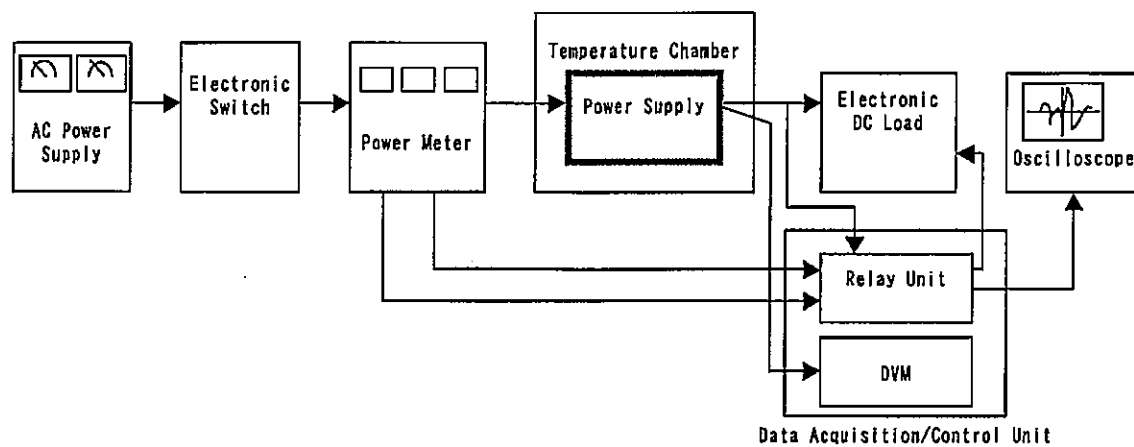 AC Power
Supply
Electronic
Switch
Power Meter
Temperature Chamber
Power Supply
Electronic
DC Load
Oscilloscope
Relay Unit
DVM
Data Acquisition/Control Unit